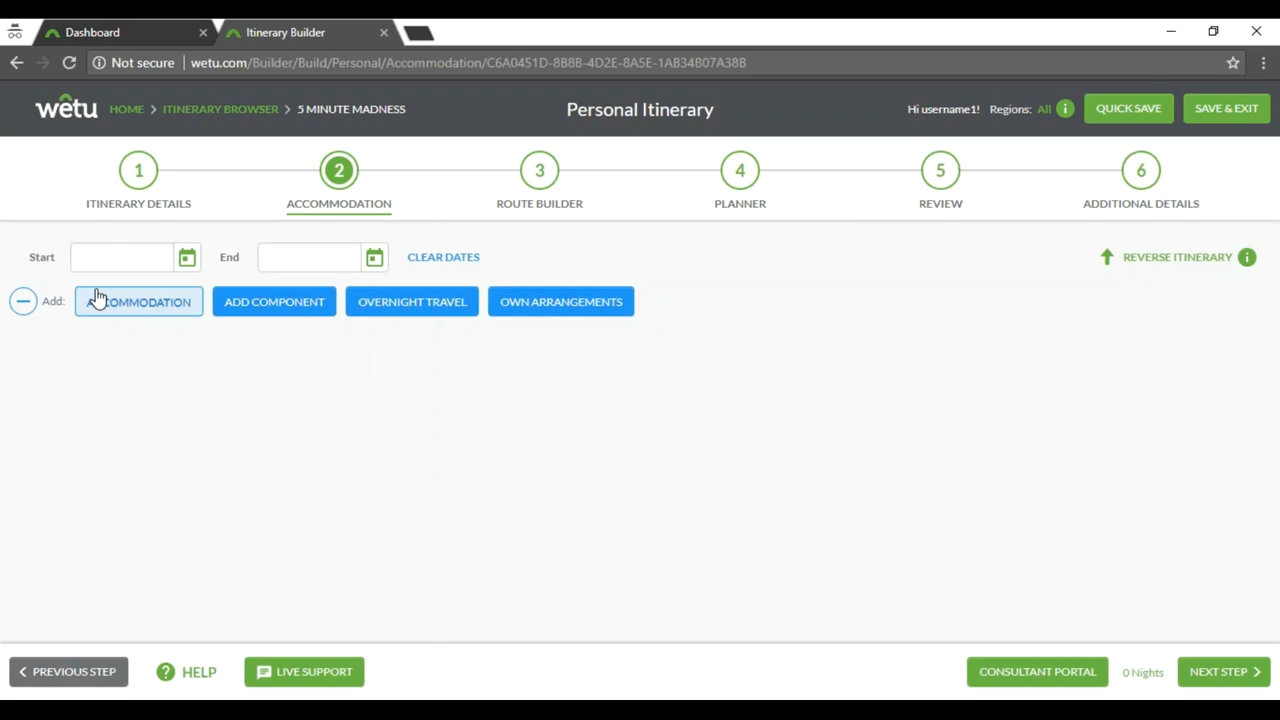 Dashboard
Itinerary Builder
Not secure | wetu.com/Builder/Build/Personal/Accommodation/C6A0451D-8B8B-4D2E-8A5E-1AB34B07A38B
wetu HOME > ITINERARY BROWSER > 5 MINUTE MADNESS
Personal Itinerary
Hi username1! Regions: All i QUICK SAVE SAVE & EXIT
1 2 3 4 5 6
ITINERARY DETAILS ACCOMMODATION ROUTE BUILDER PLANNER REVIEW ADDITIONAL DETAILS
Start End CLEAR DATES REVERSE ITINERARY i
Add: ACCOMMODATION ADD COMPONENT OVERNIGHT TRAVEL OWN ARRANGEMENTS
< PREVIOUS STEP ? HELP LIVE SUPPORT CONSULTANT PORTAL 0 Nights NEXT STEP >